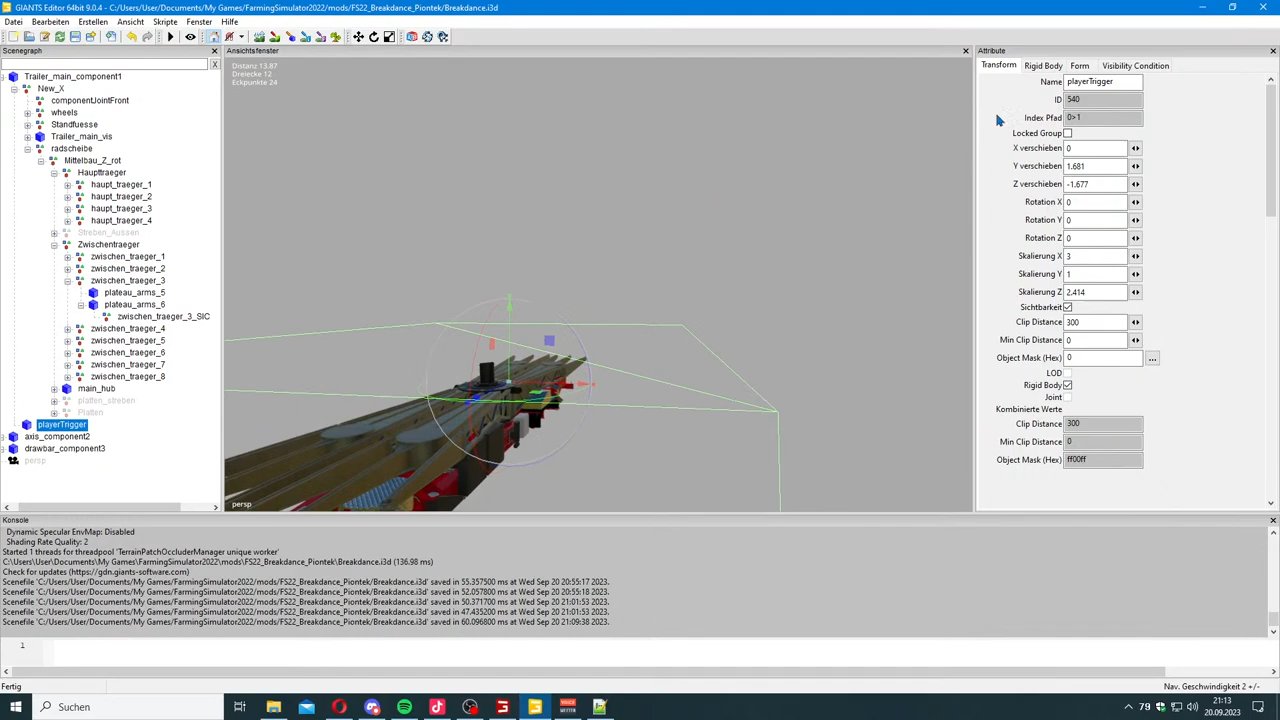 GIANTS Editor 64bit 9.0.4 - C:/Users/User/Documents/My Games/FarmingSimulator2022/mods/FS22_Breakdance_Piontek/Breakdance.i3d
Datei Bearbeiten Erstellen Ansicht Skripte Fenster Hilfe
Scenegraph
X
Trailer_main_component1
New_X
componentJointFront
wheels
Standfuesse
Trailer_main_vis
radscheibe
Mittelbau_Z_rot
Haupttraeger
haupt_traeger_1
haupt_traeger_2
haupt_traeger_3
haupt_traeger_4
Streben_Aussen
Zwischentraeger
zwischen_traeger_1
zwischen_traeger_2
zwischen_traeger_3
plateau_arms_5
plateau_arms_6
zwischen_traeger_3_SIC
zwischen_traeger_4
zwischen_traeger_5
zwischen_traeger_6
zwischen_traeger_7
zwischen_traeger_8
main_hub
platten_streben
Platten
playerTrigger
axis_component2
drawbar_component3
persp
Ansichtsfenster
Distanz 13.87
Dreiecke 12
Eckpunkte 24
persp
Attribute
Transform Rigid Body Form Visibility Condition
Name playerTrigger
ID 540
Index Pfad 0>1
Locked Group
X verschieben 0
Y verschieben 1.681
Z verschieben -1.677
Rotation X 0
Rotation Y 0
Rotation Z 0
Skalierung X 3
Skalierung Y 1
Skalierung Z 2.414
Sichtbarkeit
Clip Distance 300
Min Clip Distance 0
Object Mask (Hex) 0 ...
LOD
Rigid Body
Joint
Kombinierte Werte
Clip Distance 300
Min Clip Distance 0
Object Mask (Hex) ff00ff
Konsole
Dynamic Specular EnvMap: Disabled
Shading Rate Quality: 2
Started 1 threads for threadpool 'TerrainPatchOccluderManager unique worker'
C:\Users\User\Documents\My Games\FarmingSimulator2022\mods\FS22_Breakdance_Piontek\Breakdance.i3d (136.98 ms)
Check for updates (https://gdn.giants-software.com)
Scenefile 'C:/Users/User/Documents/My Games/FarmingSimulator2022/mods/FS22_Breakdance_Piontek/Breakdance.i3d' saved in 55.357500 ms at Wed Sep 20 20:55:17 2023.
Scenefile 'C:/Users/User/Documents/My Games/FarmingSimulator2022/mods/FS22_Breakdance_Piontek/Breakdance.i3d' saved in 52.057800 ms at Wed Sep 20 20:55:18 2023.
Scenefile 'C:/Users/User/Documents/My Games/FarmingSimulator2022/mods/FS22_Breakdance_Piontek/Breakdance.i3d' saved in 50.371700 ms at Wed Sep 20 21:01:53 2023.
Scenefile 'C:/Users/User/Documents/My Games/FarmingSimulator2022/mods/FS22_Breakdance_Piontek/Breakdance.i3d' saved in 47.435200 ms at Wed Sep 20 21:01:53 2023.
Scenefile 'C:/Users/User/Documents/My Games/FarmingSimulator2022/mods/FS22_Breakdance_Piontek/Breakdance.i3d' saved in 60.096800 ms at Wed Sep 20 21:09:38 2023.
1
Fertig
Nav. Geschwindigkeit 2 +/-
Suchen
79
21:13
20.09.2023